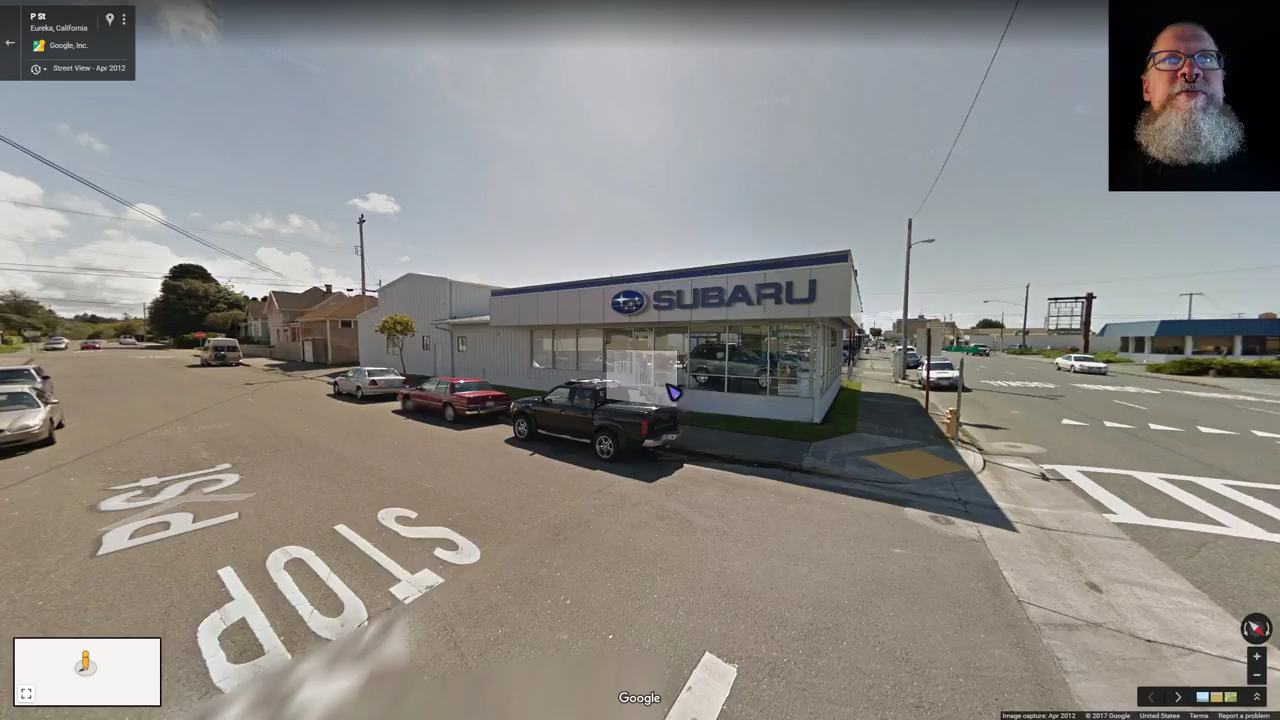 P St
Eureka, California
Google, Inc.
Street View - Apr 2012
SUBARU
P St
STOP
Google
Image capture: Apr 2012 © 2017 Google United States Terms Report a problem